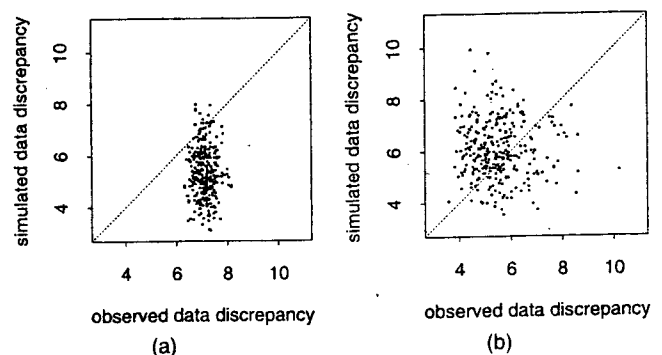 simulated data discrepancy
10
8
6
4
4 6 8 10
observed data discrepancy
(a)
simulated data discrepancy
10
8
6
4
4 6 8 10
observed data discrepancy
(b)